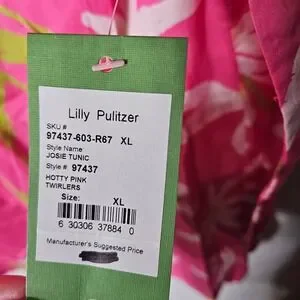 Lilly Pulitzer
SKU #
97437-603-R67 XL
Style Name
JOSIE TUNIC
Style # 97437
HOTTY PINK
TWIRLERS
Size: XL
6 30306 37884 0
Manufacturer's Suggested Price